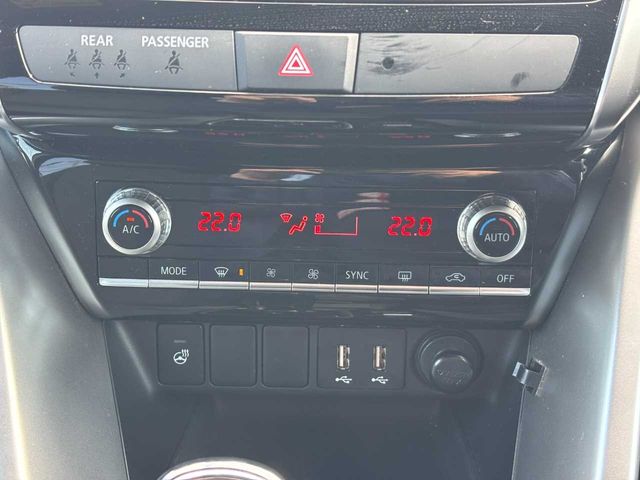 REAR PASSENGER
22.0 22.0
A/C AUTO
MODE SYNC OFF